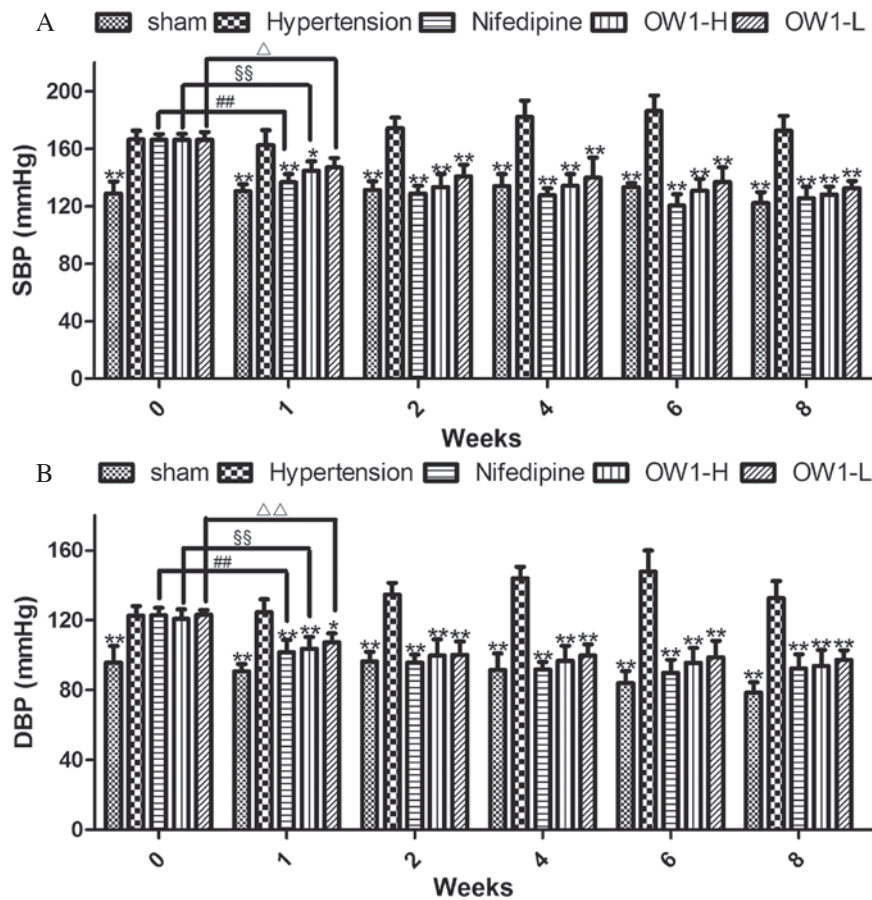 A
sham Hypertension Nifedipine OW1-H OW1-L
△
§§
##
200
160
120
80
40
0
SBP (mmHg)
** ** ** * ** ** ** ** ** ** ** ** ** ** ** ** ** ** ** **
0 1 2 4 6 8
Weeks
B
sham Hypertension Nifedipine OW1-H OW1-L
△△
§§
##
160
120
80
40
0
DBP (mmHg)
** ** ** ** * ** ** ** ** ** ** ** ** ** ** ** ** ** ** ** **
0 1 2 4 6 8
Weeks